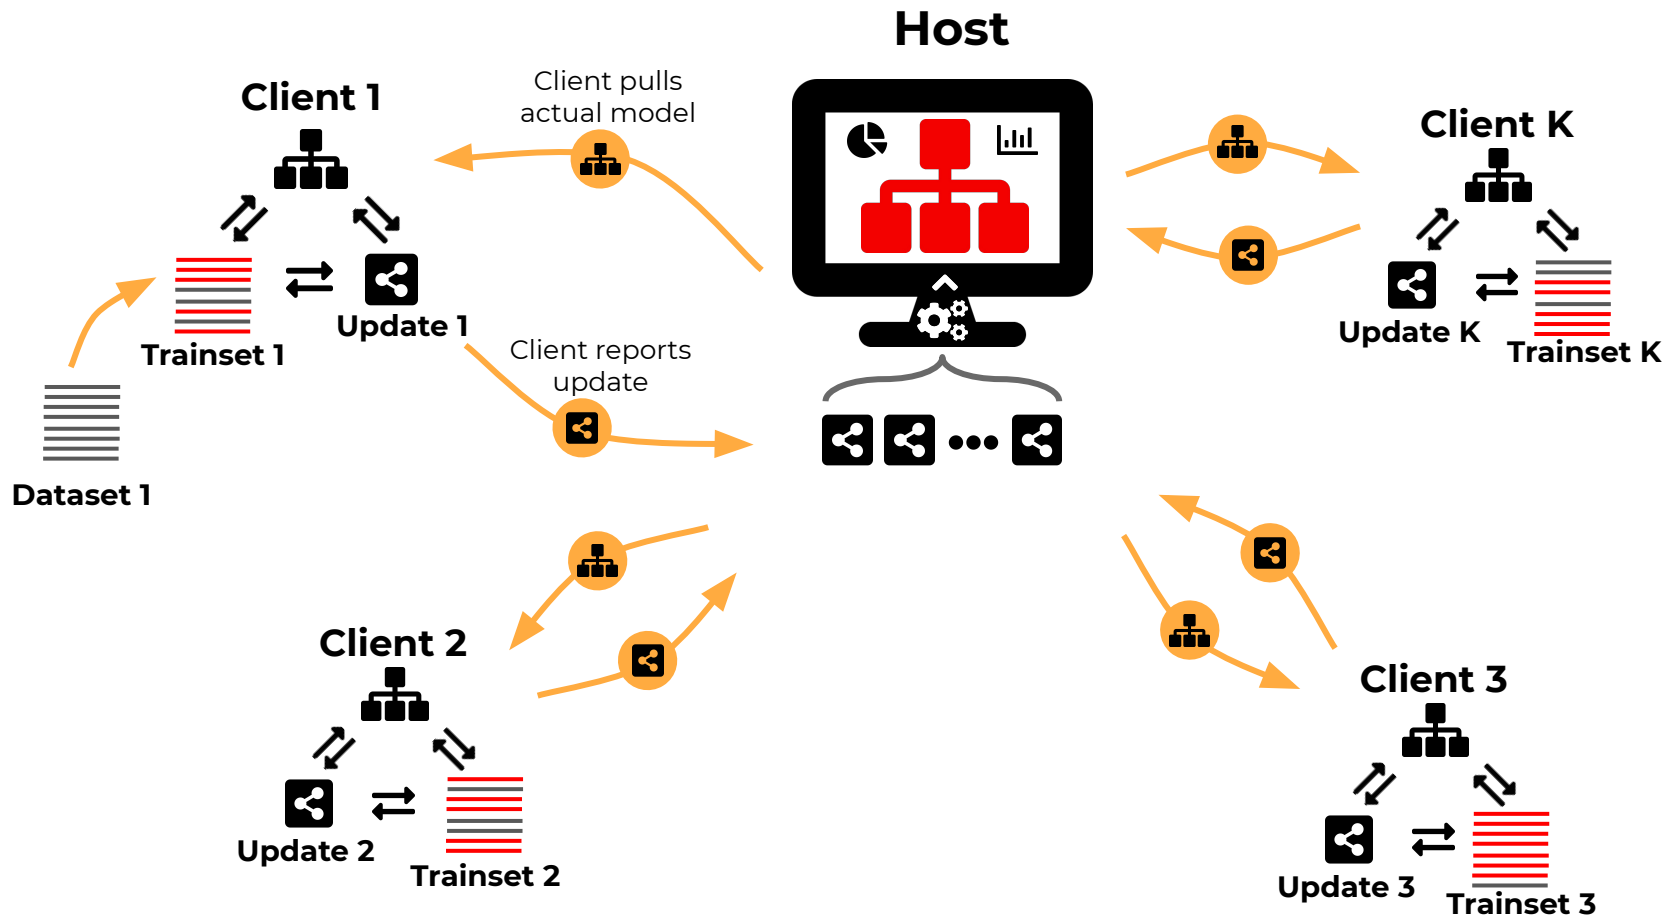 Host
Client 1
Client pulls
actual model
Client K
Update 1
Trainset 1
Client reports
update
Update K
Trainset K
Dataset 1
Client 2
Update 2
Trainset 2
Client 3
Update 3
Trainset 3